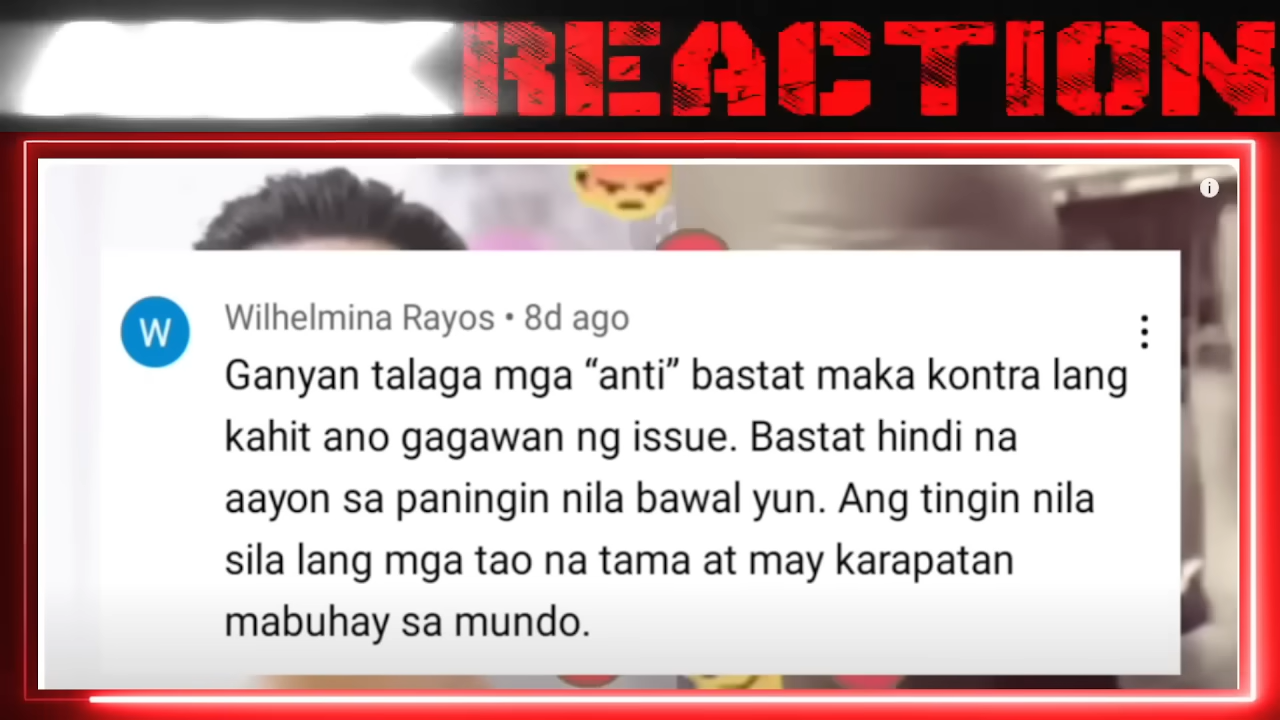 REACTION
W
Wilhelmina Rayos • 8d ago
Ganyan talaga mga “anti” bastat maka kontra lang
kahit ano gagawan ng issue. Bastat hindi na
aayon sa paningin nila bawal yun. Ang tingin nila
sila lang mga tao na tama at may karapatan
mabuhay sa mundo.